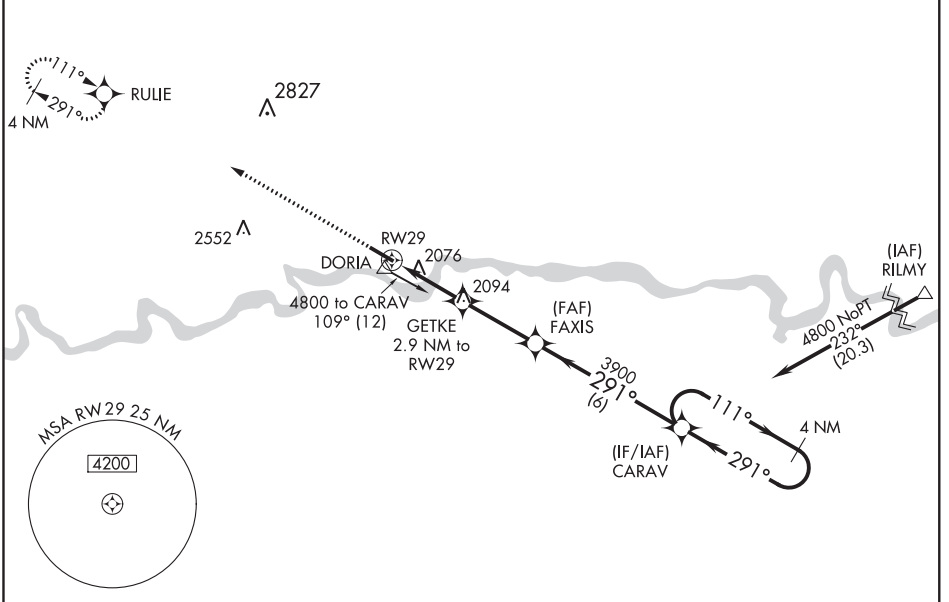 111°
291°
4 NM
RULIE
2827
2552
RW29
DORIA
2076
2094
4800 to CARAV
109° (12)
GETKE
2.9 NM to
RW29
(FAF)
FAXIS
(IAF)
RILMY
4800 NoPT
232°
(20.3)
3900
291°
(6)
111°
4 NM
291°
(IF/IAF)
CARAV
MSA RW 29 25 NM
4200